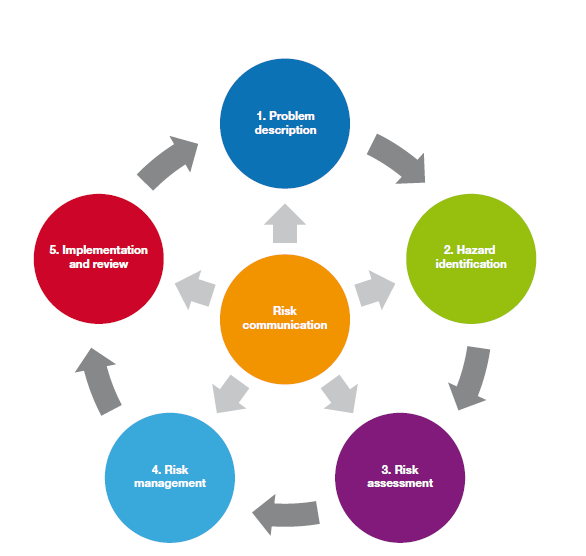 1. Problem
description
2. Hazard
identification
3. Risk
assessment
4. Risk
management
5. Implementation
and review
Risk
communication